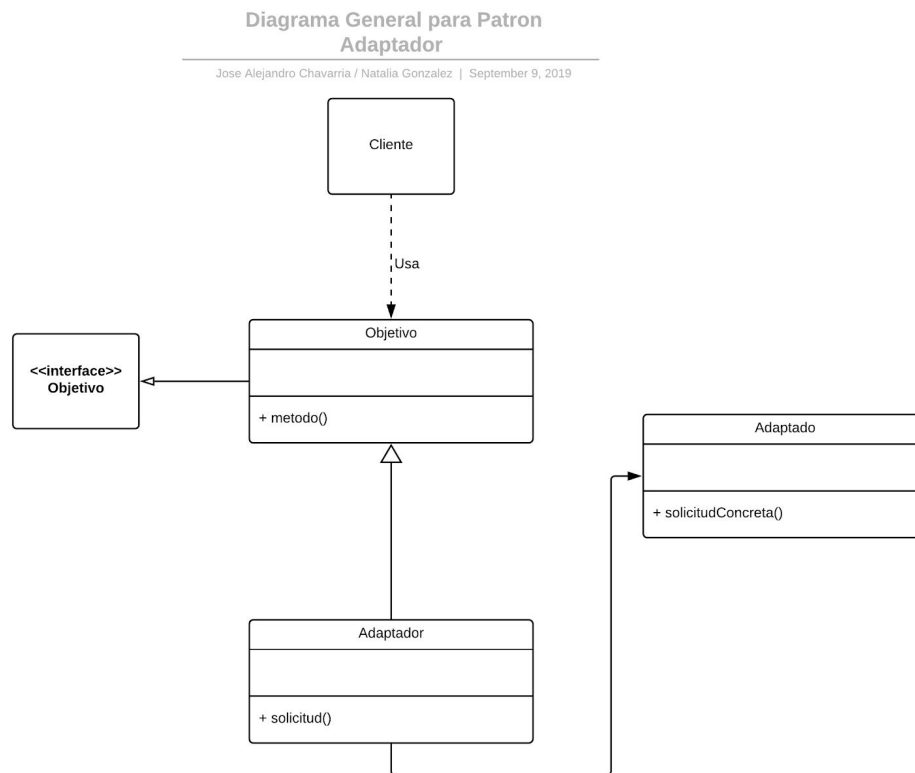 Diagrama General para Patron
Adaptador
Jose Alejandro Chavarria / Natalia Gonzalez | September 9, 2019
Cliente
Usa
Objetivo
<<interface>>
Objetivo
+ metodo()
Adaptado
+ solicitudConcreta()
Adaptador
+ solicitud()